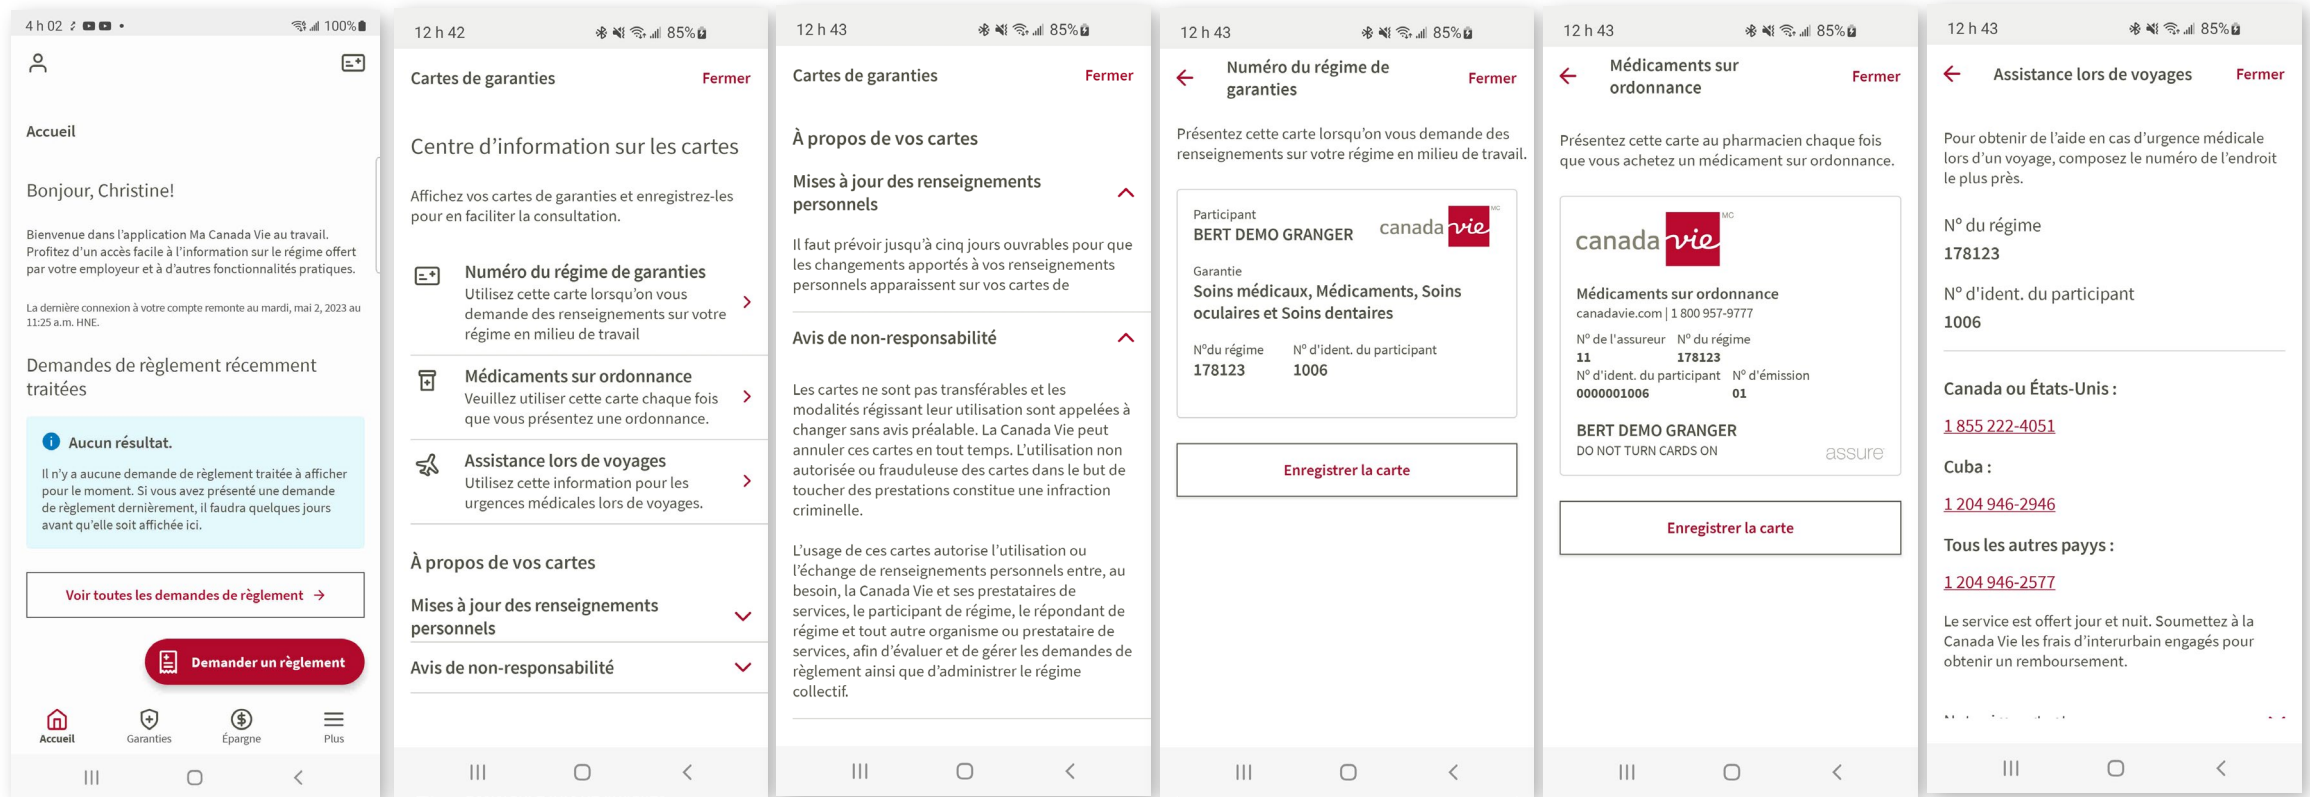 4 h 02
100%
Accueil
Bonjour, Christine!
Bienvenue dans l'application Ma Canada Vie au travail.
Profitez d'un accès facile à l'information sur le régime offert
par votre employeur et à d'autres fonctionnalités pratiques.
La dernière connexion à votre compte remonte au mardi, mai 2, 2023 au
11:25 a.m. HNE.
Demandes de règlement récemment
traitées
Aucun résultat.
Il n'y a aucune demande de règlement traitée à afficher
pour le moment. Si vous avez présenté une demande
de règlement dernièrement, il faudra quelques jours
avant qu'elle soit affichée ici.
Voir toutes les demandes de règlement →
Demander un règlement
Accueil
Garanties
Épargne
Plus
12 h 42
85%
Cartes de garanties
Fermer
Centre d'information sur les cartes
Affichez vos cartes de garanties et enregistrez-les
pour en faciliter la consultation.
Numéro du régime de garanties
Utilisez cette carte lorsqu'on vous
demande des renseignements sur votre
régime en milieu de travail
Médicaments sur ordonnance
Veuillez utiliser cette carte chaque fois
que vous présentez une ordonnance.
Assistance lors de voyages
Utilisez cette information pour les
urgences médicales lors de voyages.
À propos de vos cartes
Mises à jour des renseignements
personnels
Avis de non-responsabilité
12 h 43
85%
Cartes de garanties
Fermer
À propos de vos cartes
Mises à jour des renseignements
personnels
Il faut prévoir jusqu'à cinq jours ouvrables pour que
les changements apportés à vos renseignements
personnels apparaissent sur vos cartes de
Avis de non-responsabilité
Les cartes ne sont pas transférables et les
modalités régissant leur utilisation sont appelées à
changer sans avis préalable. La Canada Vie peut
annuler ces cartes en tout temps. L'utilisation non
autorisée ou frauduleuse des cartes dans le but de
toucher des prestations constitue une infraction
criminelle.
L'usage de ces cartes autorise l'utilisation ou
l'échange de renseignements personnels entre, au
besoin, la Canada Vie et ses prestataires de
services, le participant de régime, le répondant de
régime et tout autre organisme ou prestataire de
services, afin d'évaluer et de gérer les demandes de
règlement ainsi que d'administrer le régime
collectif.
12 h 43
85%
Numéro du régime de
garanties
Fermer
Présentez cette carte lorsqu'on vous demande des
renseignements sur votre régime en milieu de travail.
Participant
BERT DEMO GRANGER
canada vie MC
Garantie
Soins médicaux, Médicaments, Soins
oculaires et Soins dentaires
Nºdu régime Nº d'ident. du participant
178123 1006
Enregistrer la carte
12 h 43
85%
Médicaments sur
ordonnance
Fermer
Présentez cette carte au pharmacien chaque fois
que vous achetez un médicament sur ordonnance.
canada vie MC
Médicaments sur ordonnance
canadavie.com | 1 800 957-9777
Nº de l'assureur Nº du régime
11 178123
Nº d'ident. du participant Nº d'émission
0000001006 01
BERT DEMO GRANGER
DO NOT TURN CARDS ON
assure
Enregistrer la carte
12 h 43
85%
Assistance lors de voyages
Fermer
Pour obtenir de l'aide en cas d'urgence médicale
lors d'un voyage, composez le numéro de l'endroit
le plus près.
Nº du régime
178123
Nº d'ident. du participant
1006
Canada ou États-Unis :
1 855 222-4051
Cuba :
1 204 946-2946
Tous les autres payys :
1 204 946-2577
Le service est offert jour et nuit. Soumettez à la
Canada Vie les frais d'interurbain engagés pour
obtenir un remboursement.